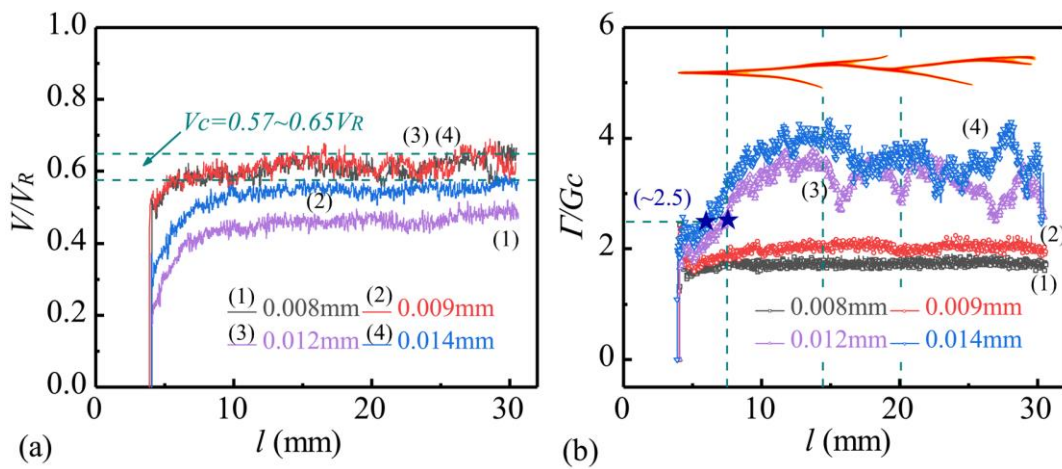 1.0
0.8
0.6
0.4
0.2
0.0
V/V_R
Vc=0.57~0.65V_R
(3) (4)
(2)
(1)
(1) 0.008mm (2) 0.009mm
(3) 0.012mm (4) 0.014mm
0 10 20 30
l (mm)
(a)
6
4
2
0
Γ/Gc
(~2.5)
(4)
(3)
(2)
(1)
0.008mm 0.009mm
0.012mm 0.014mm
0 10 20 30
l (mm)
(b)